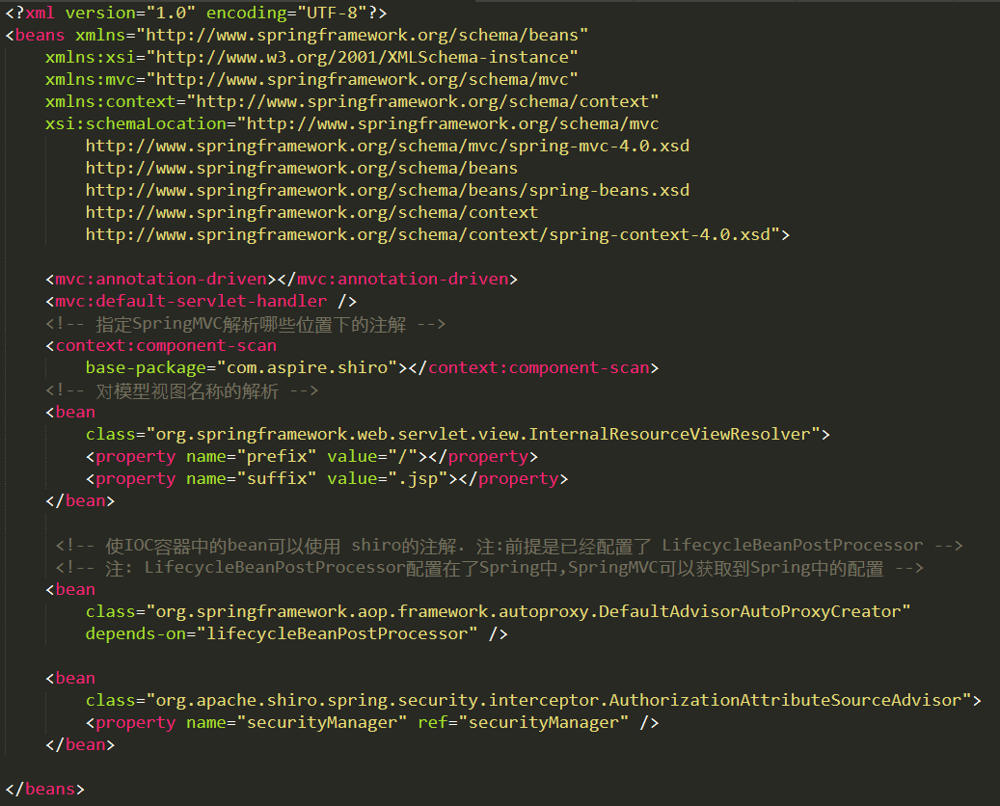 <?xml version="1.0" encoding="UTF-8"?>
<beans xmlns="http://www.springframework.org/schema/beans"
    xmlns:xsi="http://www.w3.org/2001/XMLSchema-instance"
    xmlns:mvc="http://www.springframework.org/schema/mvc"
    xmlns:context="http://www.springframework.org/schema/context"
    xsi:schemaLocation="http://www.springframework.org/schema/mvc
        http://www.springframework.org/schema/mvc/spring-mvc-4.0.xsd
        http://www.springframework.org/schema/beans
        http://www.springframework.org/schema/beans/spring-beans.xsd
        http://www.springframework.org/schema/context
        http://www.springframework.org/schema/context/spring-context-4.0.xsd">

    <mvc:annotation-driven></mvc:annotation-driven>
    <mvc:default-servlet-handler />
    <!-- 指定SpringMVC解析哪些位置下的注解 -->
    <context:component-scan
        base-package="com.aspire.shiro"></context:component-scan>
    <!-- 对模型视图名称的解析 -->
    <bean
        class="org.springframework.web.servlet.view.InternalResourceViewResolver">
        <property name="prefix" value="/"></property>
        <property name="suffix" value=".jsp"></property>
    </bean>

     <!-- 使IOC容器中的bean可以使用 shiro的注解. 注:前提是已经配置了 LifecycleBeanPostProcessor -->
     <!-- 注: LifecycleBeanPostProcessor配置在了Spring中,SpringMVC可以获取到Spring中的配置 -->
    <bean
        class="org.springframework.aop.framework.autoproxy.DefaultAdvisorAutoProxyCreator"
        depends-on="lifecycleBeanPostProcessor" />

    <bean
        class="org.apache.shiro.spring.security.interceptor.AuthorizationAttributeSourceAdvisor">
        <property name="securityManager" ref="securityManager" />
    </bean>

</beans>